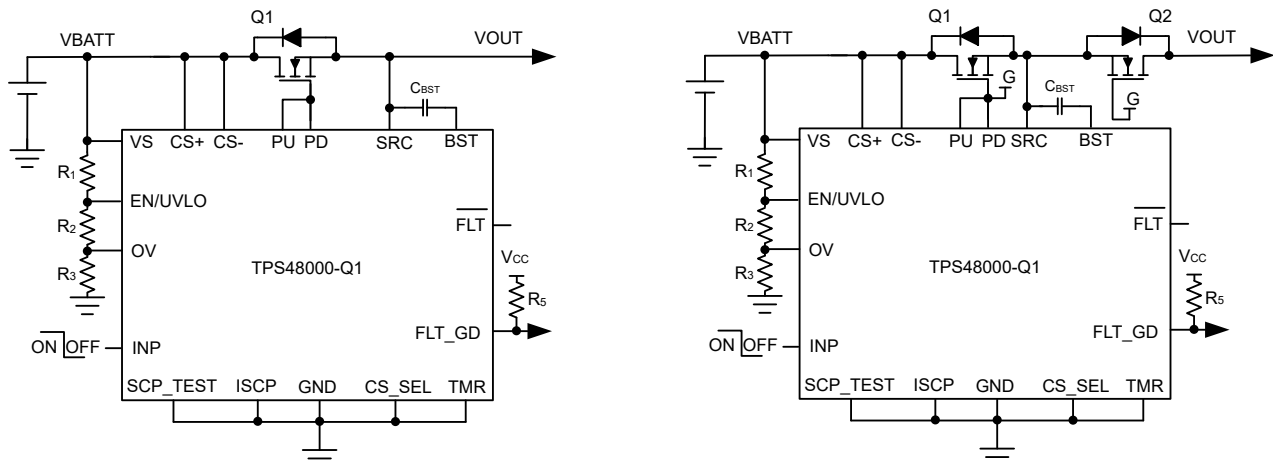 Q1
VBATT
VOUT
CBST
VS
CS+
CS-
PU
PD
SRC
BST
R1
EN/UVLO
R2
OV
R3
FLT
TPS48000-Q1
VCC
R5
FLT_GD
ON
OFF
INP
SCP_TEST
ISCP
GND
CS_SEL
TMR
Q1
Q2
VBATT
VOUT
G
CBST
G
VS
CS+
CS-
PU
PD
SRC
BST
R1
EN/UVLO
R2
OV
R3
FLT
TPS48000-Q1
VCC
R5
FLT_GD
ON
OFF
INP
SCP_TEST
ISCP
GND
CS_SEL
TMR